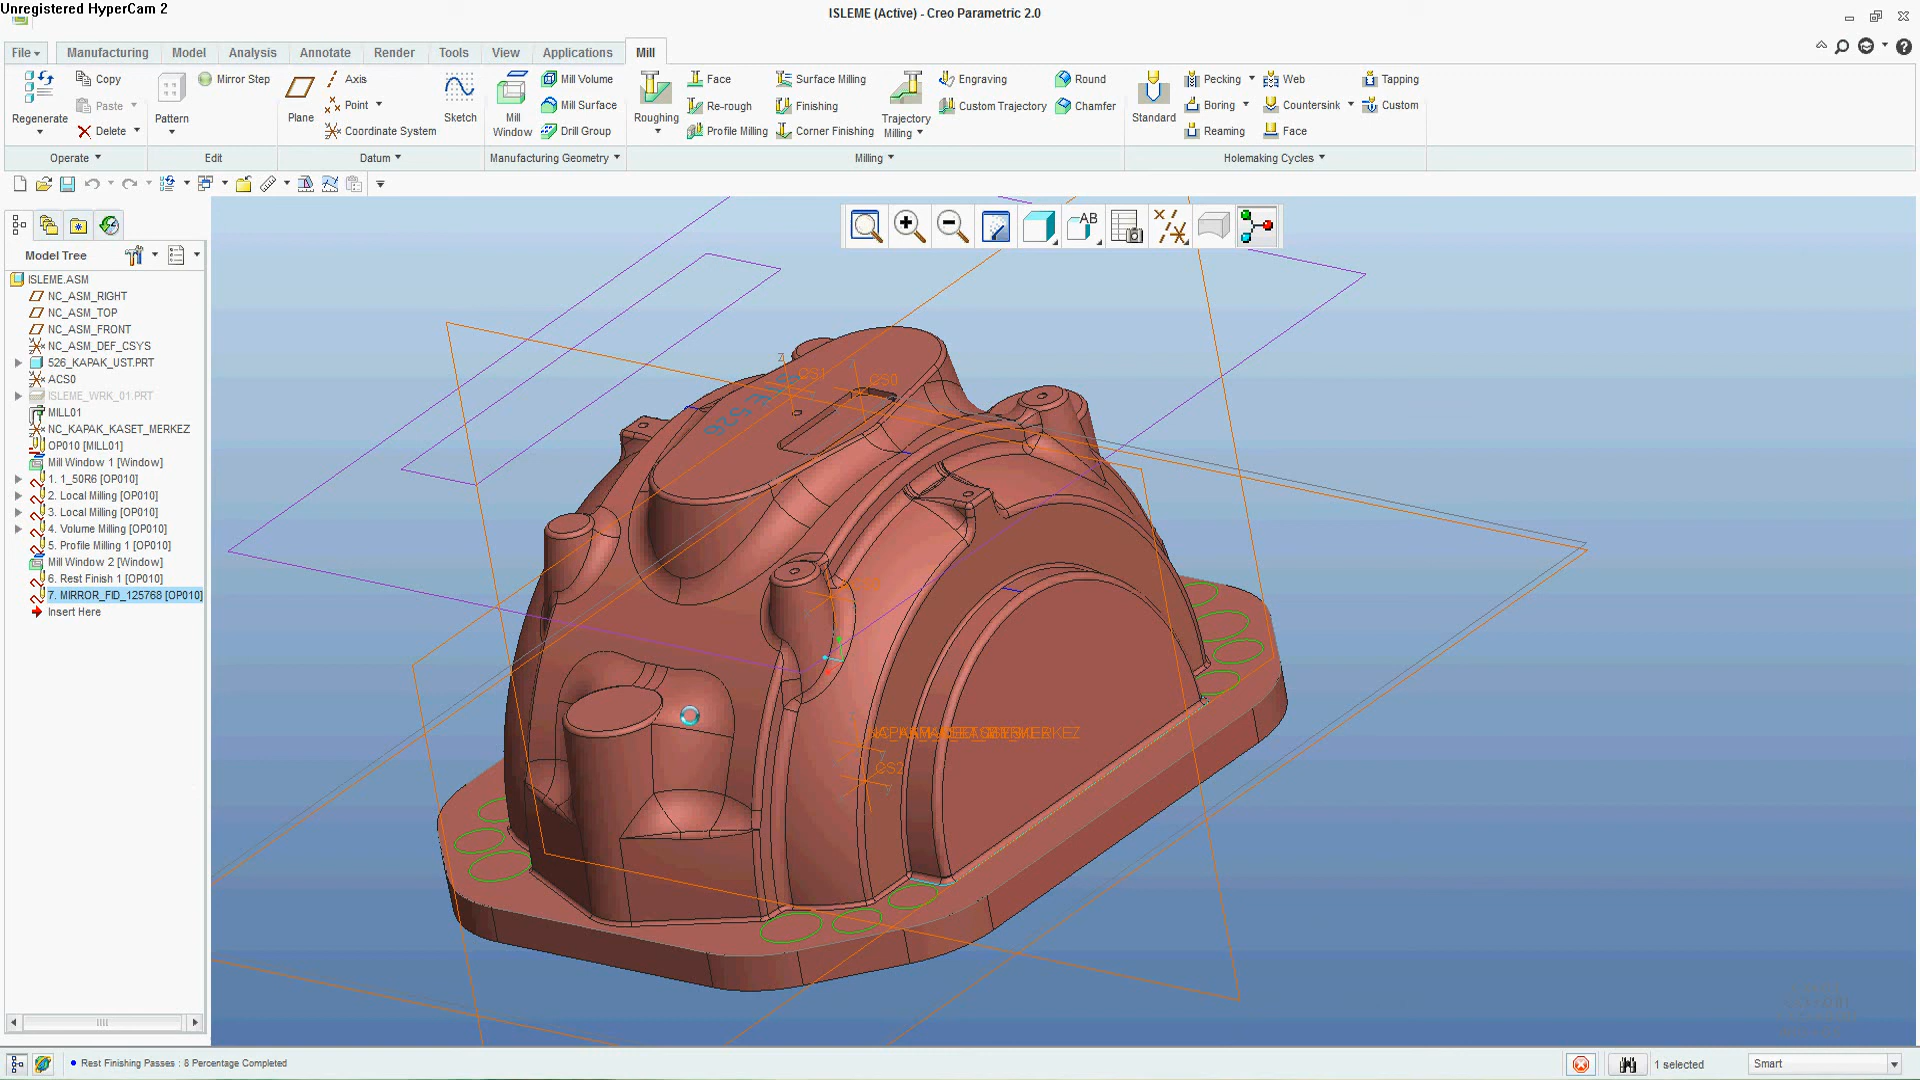 Unregistered HyperCam 2
ISLEME (Active) - Creo Parametric 2.0
File Manufacturing Model Analysis Annotate Render Tools View Applications Mill
Regenerate
Copy
Paste
Delete
Operate
Pattern
Mirror Step
Edit
Plane
Axis
Point
Coordinate System
Sketch
Datum
Mill Window
Mill Volume
Mill Surface
Drill Group
Manufacturing Geometry
Roughing
Face
Re-rough
Profile Milling
Surface Milling
Finishing
Corner Finishing
Trajectory Milling
Engraving
Custom Trajectory
Round
Chamfer
Milling
Standard
Pecking
Boring
Reaming
Web
Countersink
Face
Tapping
Custom
Holemaking Cycles
AB
Model Tree
ISLEME.ASM
NC_ASM_RIGHT
NC_ASM_TOP
NC_ASM_FRONT
NC_ASM_DEF_CSYS
526_KAPAK_UST.PRT
ACS0
ISLEME_WRK_01.PRT
MILL01
NC_KAPAK_KASET_MERKEZ
OP010 [MILL01]
Mill Window 1 [Window]
1. 1_50R6 [OP010]
2. Local Milling [OP010]
3. Local Milling [OP010]
4. Volume Milling [OP010]
5. Profile Milling 1 [OP010]
Mill Window 2 [Window]
6. Rest Finish 1 [OP010]
7. MIRROR_FID_125768 [OP010]
Insert Here
Z
CS1
CS0
526
CS2
Rest Finishing Passes : 8 Percentage Completed
1 selected
Smart